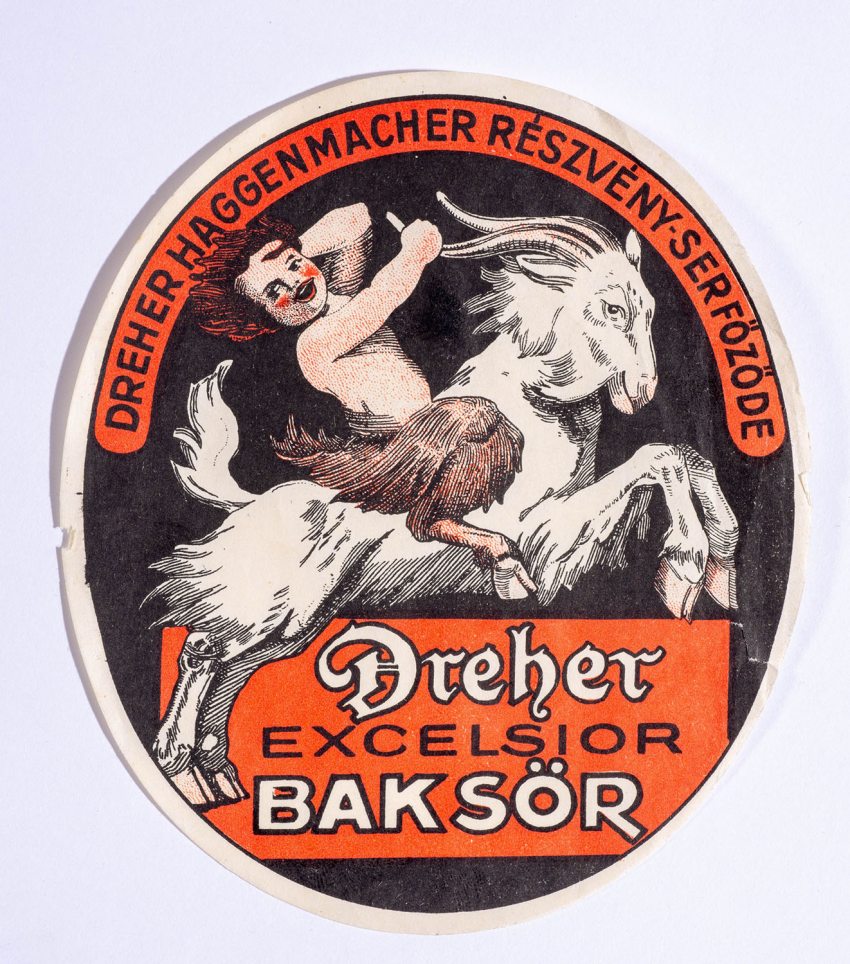 DREHER HAGGENMACHER RÉSZVÉNY-SERFŐZŐDE
Dreher
EXCELSIOR
BAKSÖR